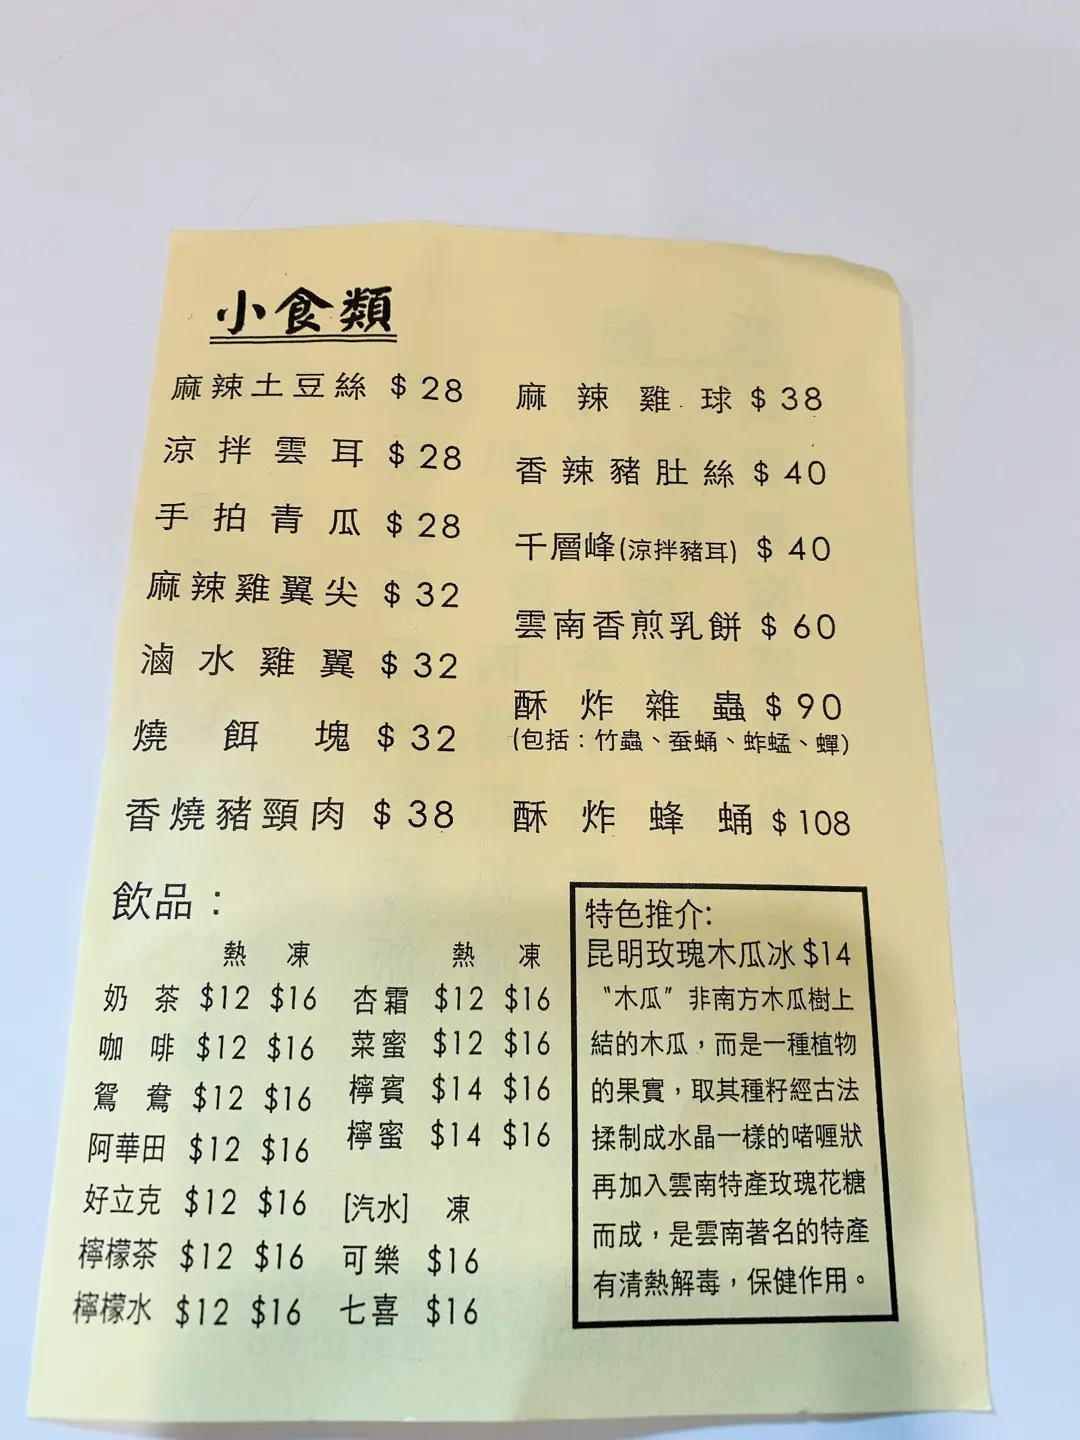 小食類
麻辣土豆絲 $28
涼拌雲耳 $28
手拍青瓜 $28
麻辣雞翼尖 $32
滷水雞翼 $32
燒餌塊 $32
香燒豬頸肉 $38
麻辣雞球 $38
香辣豬肚絲 $40
千層峰(涼拌豬耳) $40
雲南香煎乳餅 $60
酥炸雜蟲 $90
(包括：竹蟲、蚕蛹、蚱蜢、蟬)
酥炸蜂蛹 $108
飲品：
熱 凍
奶茶 $12 $16
咖啡 $12 $16
鴛鴦 $12 $16
阿華田 $12 $16
好立克 $12 $16
檸檬茶 $12 $16
檸檬水 $12 $16
熱 凍
杏霜 $12 $16
菜蜜 $12 $16
檸賓 $14 $16
檸蜜 $14 $16
[汽水] 凍
可樂 $16
七喜 $16
特色推介:
昆明玫瑰木瓜冰 $14
“木瓜”非南方木瓜樹上
結的木瓜，而是一種植物
的果實，取其種籽經古法
揉制成水晶一樣的啫喱狀
再加入雲南特產玫瑰花糖
而成，是雲南著名的特產
有清熱解毒，保健作用。